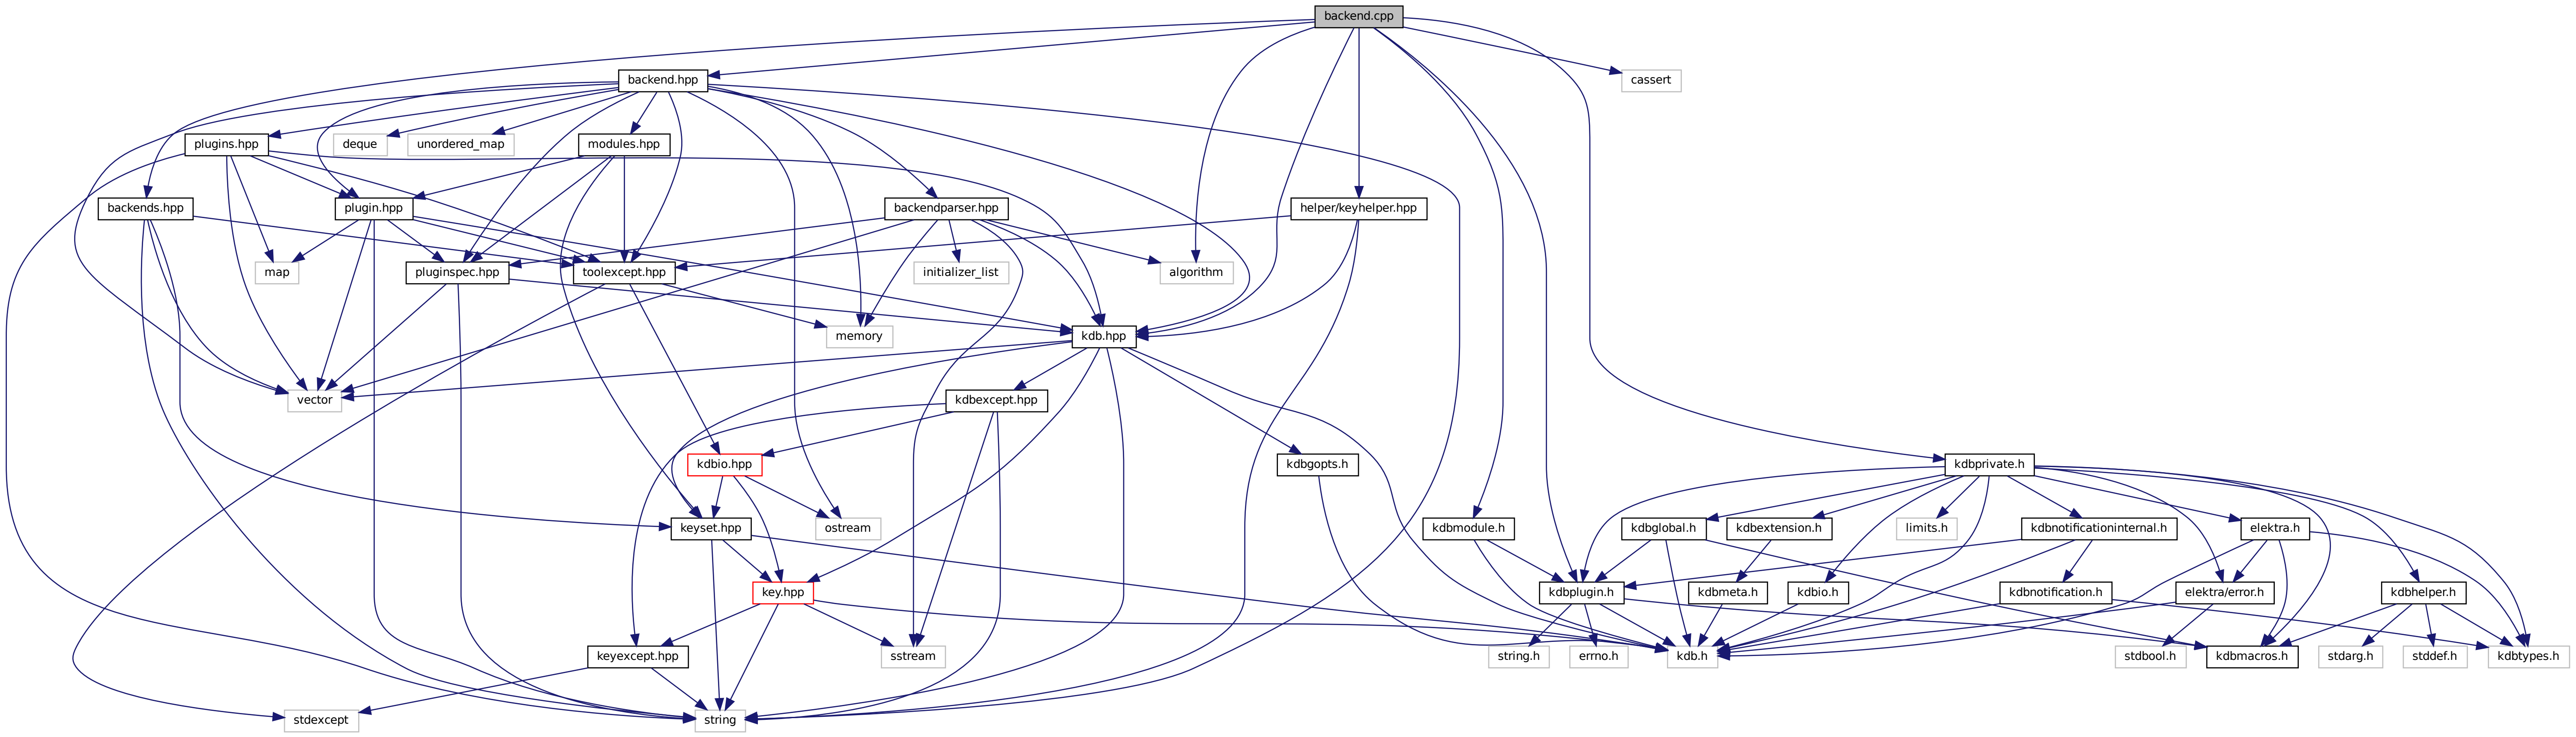 backend.cpp
backend.hpp
cassert
plugins.hpp
deque
unordered_map
modules.hpp
backends.hpp
plugin.hpp
backendparser.hpp
helper/keyhelper.hpp
map
pluginspec.hpp
toolexcept.hpp
initializer_list
algorithm
memory
kdb.hpp
vector
kdbexcept.hpp
kdbio.hpp
kdbgopts.h
kdbprivate.h
keyset.hpp
ostream
kdbmodule.h
kdbglobal.h
kdbextension.h
limits.h
kdbnotificationinternal.h
elektra.h
key.hpp
kdbplugin.h
kdbmeta.h
kdbio.h
kdbnotification.h
elektra/error.h
kdbhelper.h
keyexcept.hpp
sstream
string.h
errno.h
kdb.h
stdbool.h
kdbmacros.h
stdarg.h
stddef.h
kdbtypes.h
stdexcept
string